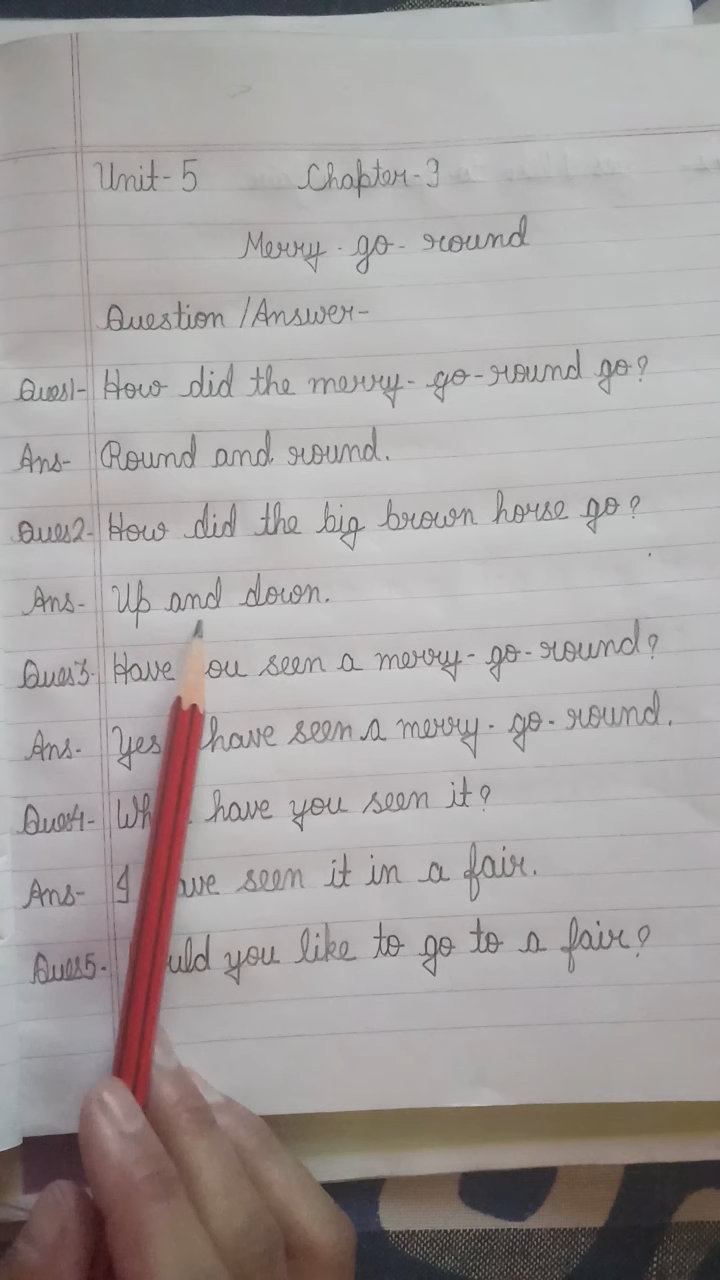 Unit-5 Chapter-3
Merry-go-round
Question/Answer-
Ques1- How did the merry-go-round go?
Ans- Round and round.
Ques2- How did the big brown horse go?
Ans- Up and down.
Ques3- Have ou seen a merry-go-round?
Ans- Yes have seen a merry-go-round.
Ques4- have you seen it?
Ans- I ave seen it in a fair.
Ques5- uld you like to go to a fair?